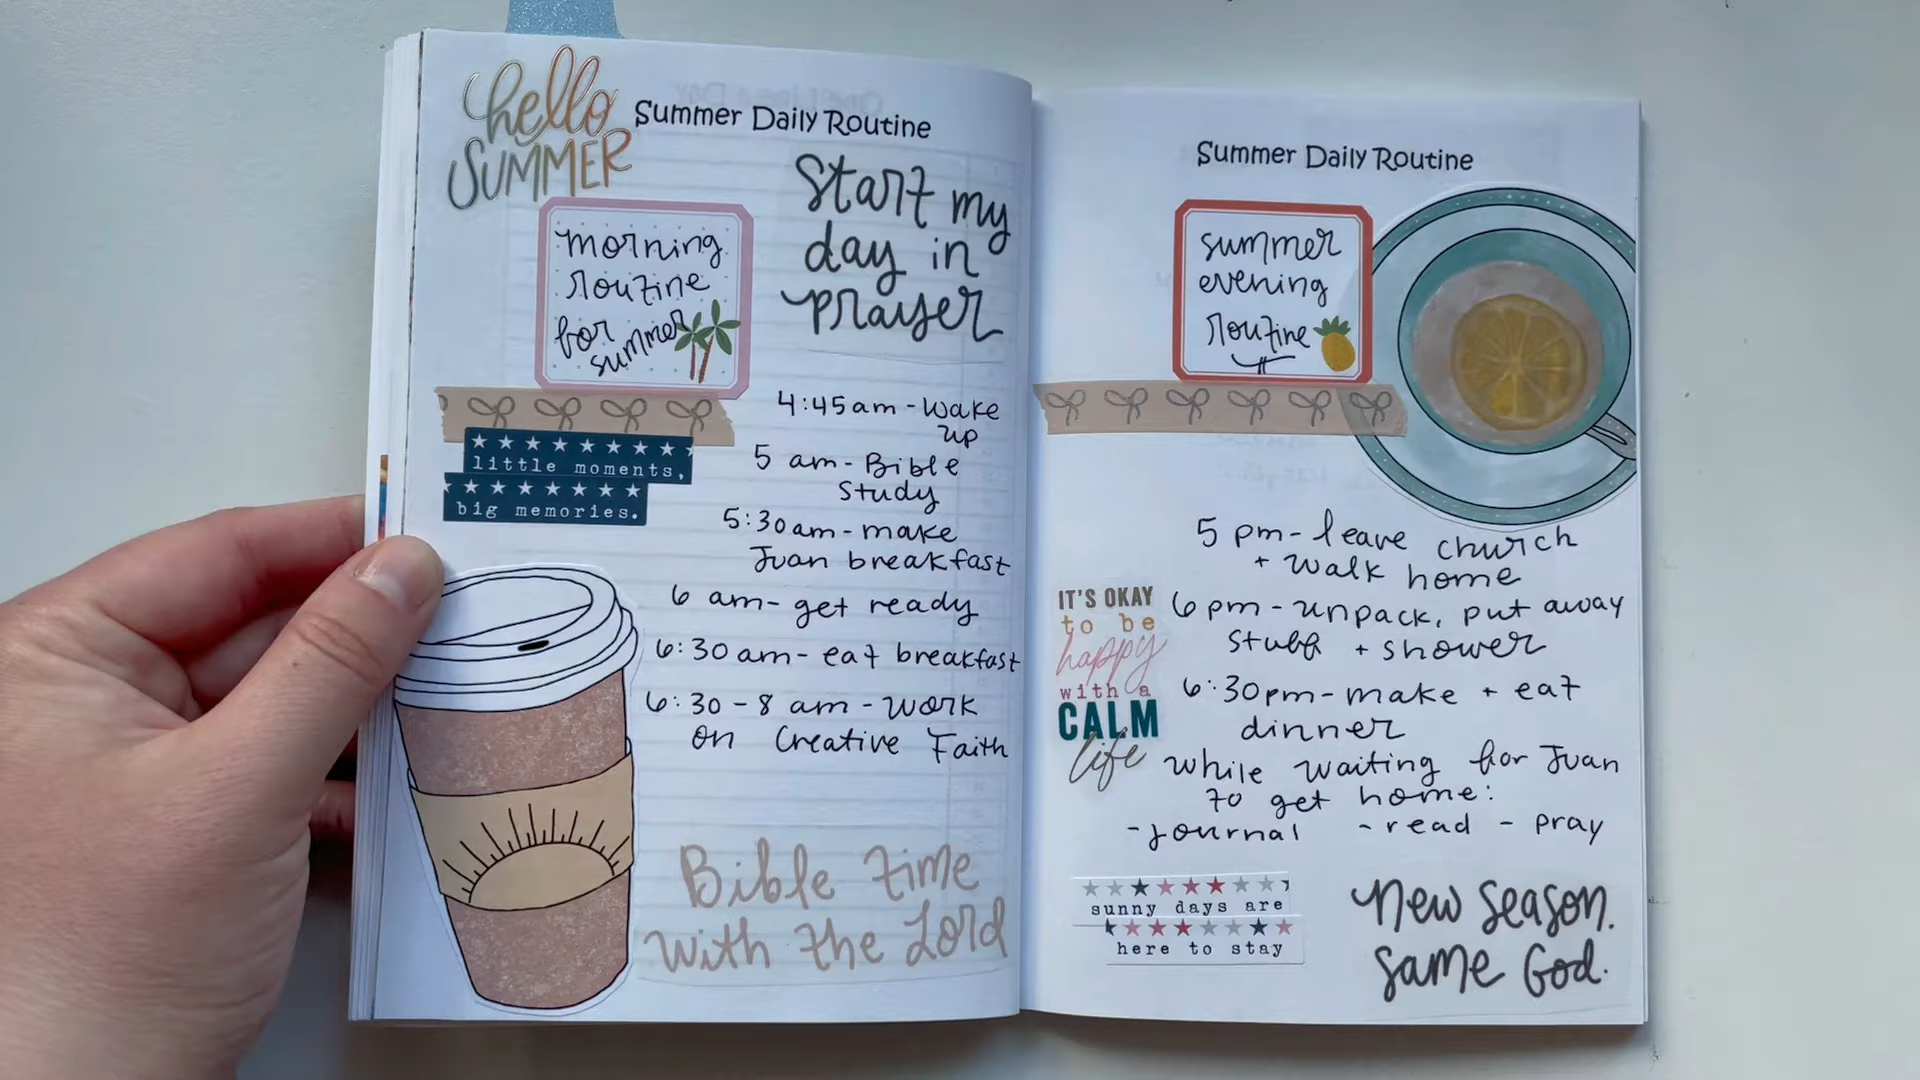 hello
SUMMER
Summer Daily Routine
Start my
day in
prayer
morning
routine
for
summer
little moments,
big memories.
4:45am - Wake
up
5 am - Bible
Study
5:30am - make
Juan breakfast
6 am - get ready
6:30am - eat breakfast
6:30 - 8 am - work
on Creative Faith
Bible time
with the Lord
Summer Daily Routine
summer
evening
routine
5 pm - leave church
+ walk home
6pm - unpack, put away
stuff + shower
6:30pm - make + eat
dinner
while waiting for Juan
to get home:
- journal - read - pray
IT'S OKAY
to be
happy
with a
CALM
life
sunny days are
here to stay
New season.
Same God.